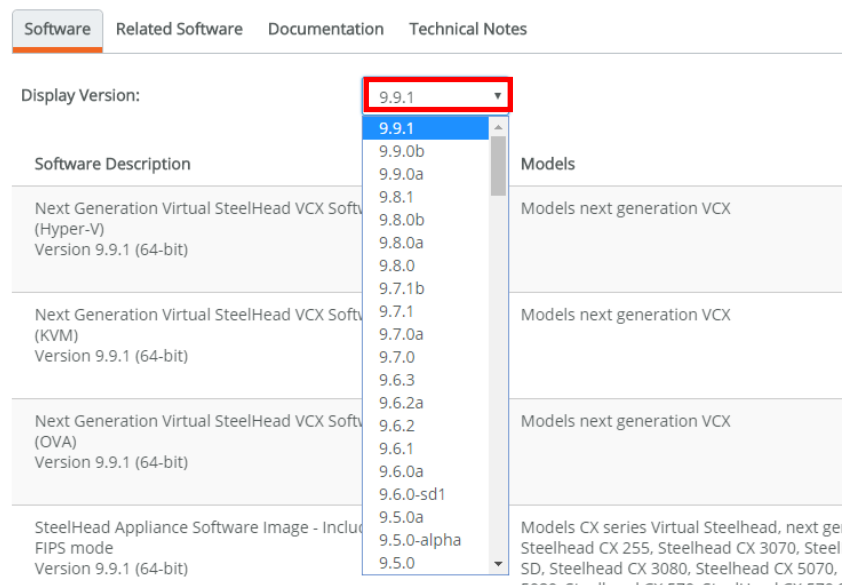 Software Related Software Documentation Technical Notes
Display Version: 9.9.1
9.9.1
9.9.0b
9.9.0a
9.8.1
9.8.0b
9.8.0a
9.8.0
9.7.1b
9.7.1
9.7.0a
9.7.0
9.6.3
9.6.2a
9.6.2
9.6.1
9.6.0a
9.6.0-sd1
9.5.0a
9.5.0-alpha
9.5.0
Software Description Models
Next Generation Virtual SteelHead VCX Softw
(Hyper-V)
Version 9.9.1 (64-bit)
Models next generation VCX
Next Generation Virtual SteelHead VCX Softw
(KVM)
Version 9.9.1 (64-bit)
Models next generation VCX
Next Generation Virtual SteelHead VCX Softw
(OVA)
Version 9.9.1 (64-bit)
Models next generation VCX
SteelHead Appliance Software Image - Includ
FIPS mode
Version 9.9.1 (64-bit)
Models CX series Virtual Steelhead, next ge
Steelhead CX 255, Steelhead CX 3070, Steel
SD, Steelhead CX 3080, Steelhead CX 5070,